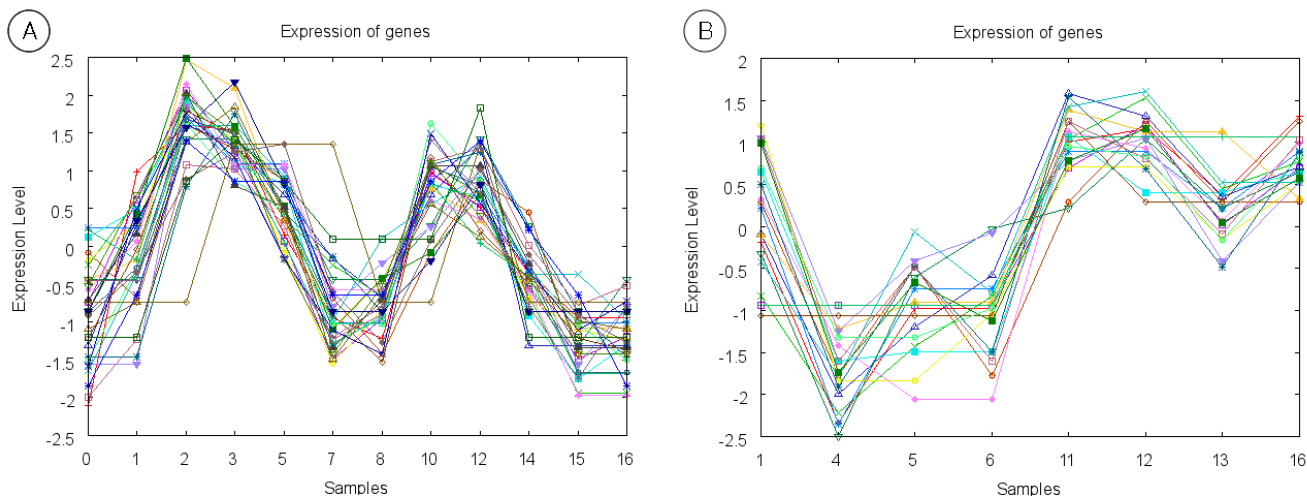 A
Expression of genes
Expression Level
2.5
2
1.5
1
0.5
0
-0.5
-1
-1.5
-2
-2.5
0 1 2 3 5 7 8 10 12 14 15 16
Samples
B
Expression of genes
Expression Level
2
1.5
1
0.5
0
-0.5
-1
-1.5
-2
-2.5
1 4 5 6 11 12 13 16
Samples